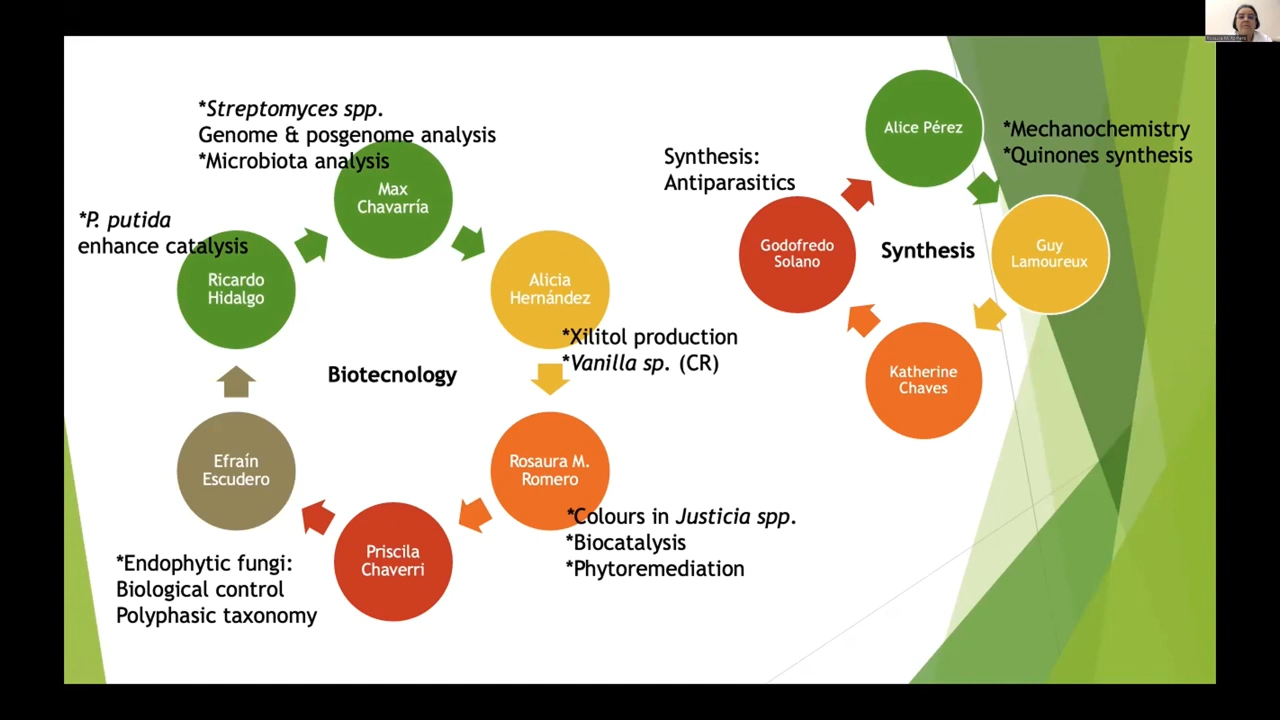 *Streptomyces spp.
Genome & posgenome analysis
*Microbiota analysis
Max
Chavarría
*P. putida
enhance catalysis
Ricardo
Hidalgo
Alicia
Hernández
*Xilitol production
*Vanilla sp. (CR)
Biotecnology
Efraín
Escudero
Rosaura M.
Romero
*Colours in Justicia spp.
*Biocatalysis
*Phytoremediation
Priscila
Chaverri
*Endophytic fungi:
Biological control
Polyphasic taxonomy
Alice Pérez
*Mechanochemistry
*Quinones synthesis
Synthesis:
Antiparasitics
Godofredo
Solano
Synthesis
Guy
Lamoureux
Katherine
Chaves